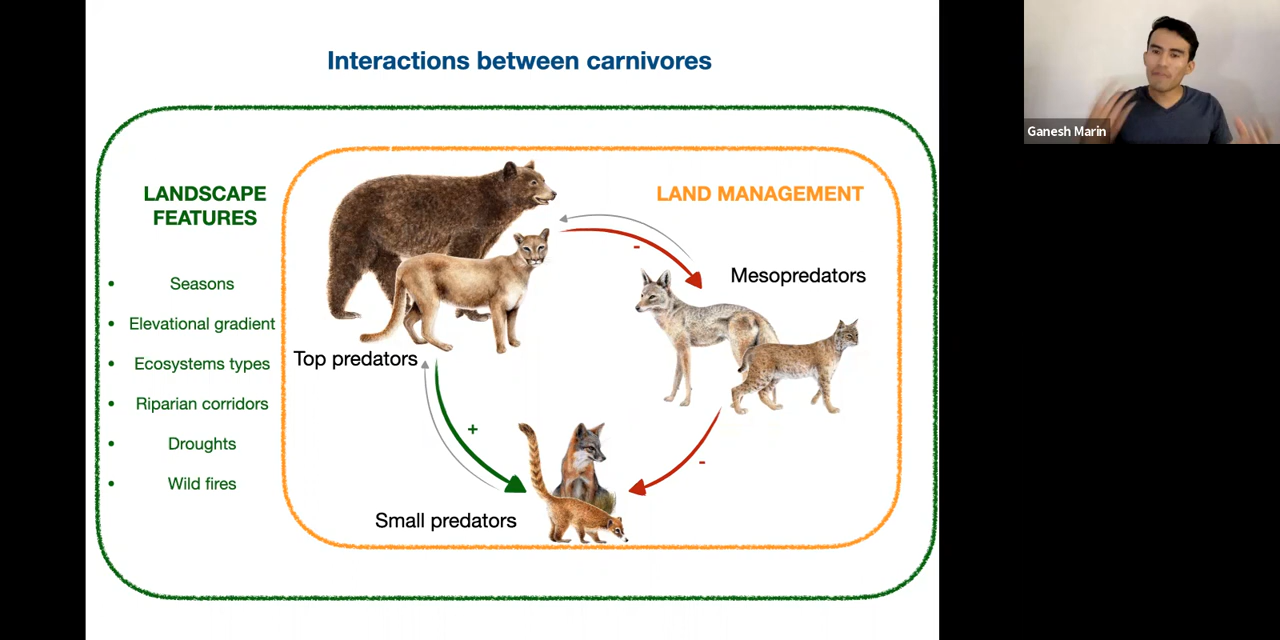 Interactions between carnivores
LANDSCAPE
FEATURES
• Seasons
• Elevational gradient
• Ecosystems types
• Riparian corridors
• Droughts
• Wild fires
LAND MANAGEMENT
-
Mesopredators
Top predators
+
-
Small predators
Ganesh Marin